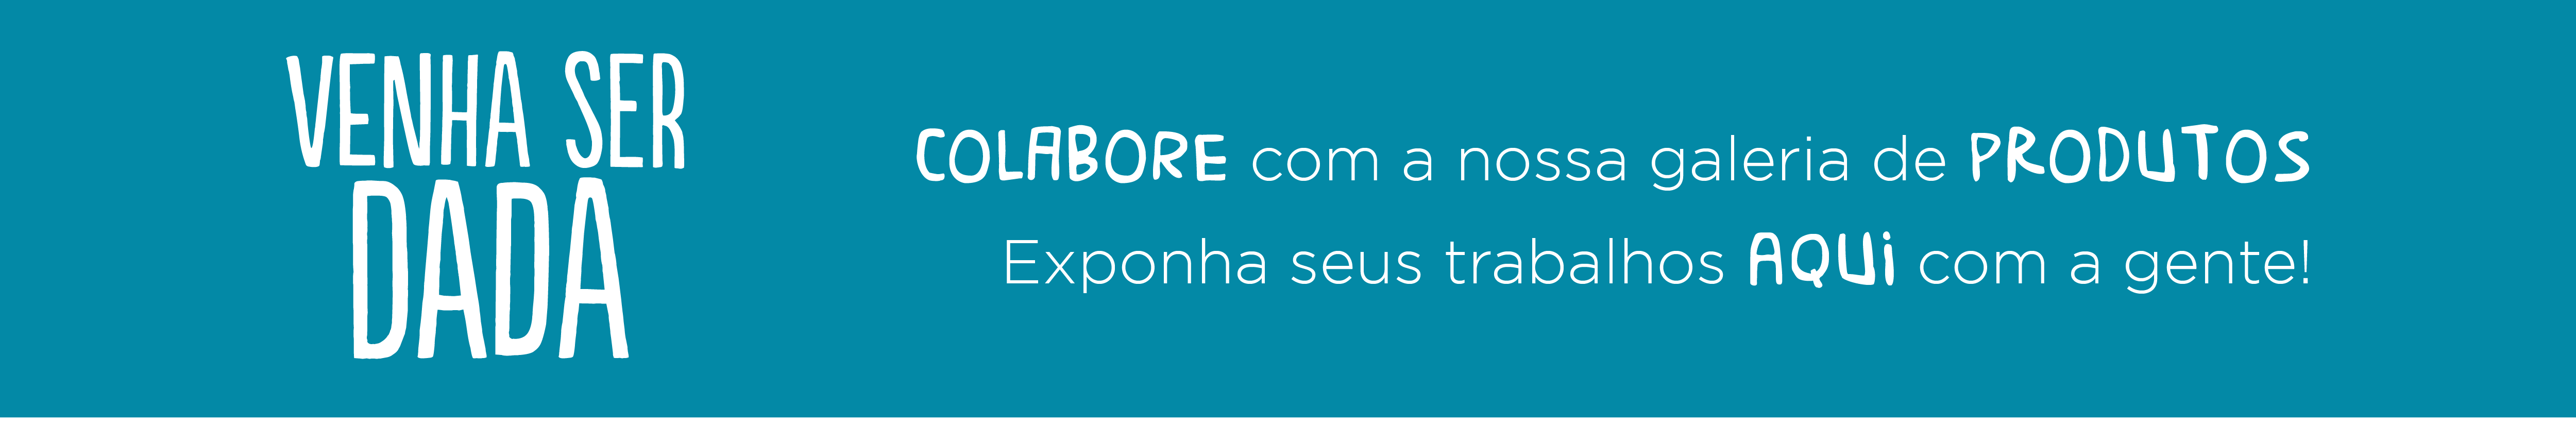 VENHA SER
DADA
COLABORE com a nossa galeria de PRODUTOS
Exponha seus trabalhos AQUi com a gente!